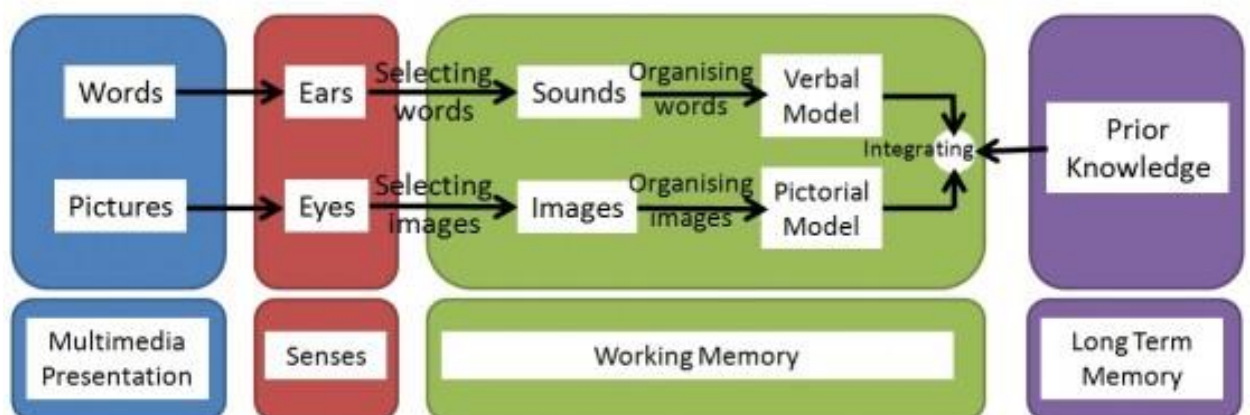 Words
Ears
Selecting
words
Sounds
Organising
words
Verbal
Model
Integrating
Prior
Knowledge
Pictures
Eyes
Selecting
images
Images
Organising
images
Pictorial
Model
Multimedia
Presentation
Senses
Working Memory
Long Term
Memory